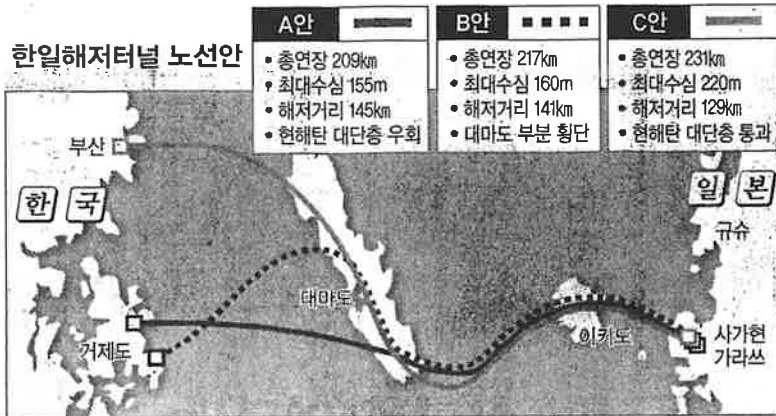 한일해저터널 노선안
A안
• 총연장 209km
• 최대수심 155m
• 해저거리 145km
• 현해탄 대단층 우회
B안
• 총연장 217km
• 최대수심 160m
• 해저거리 141km
• 대마도 부분 횡단
C안
• 총연장 231km
• 최대수심 220m
• 해저거리 129km
• 현해탄 대단층 통과
부산
한국
일본
규슈
대마도
이키도
거제도
사가현
가라쓰